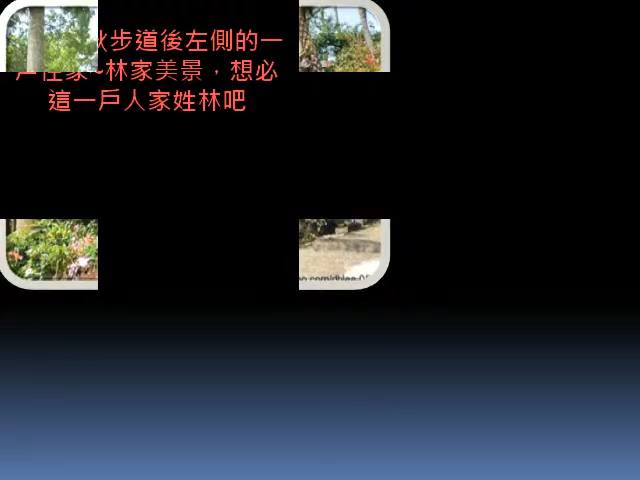 步道後左側的一
住家~林家美景，想必
這一戶人家姓林吧